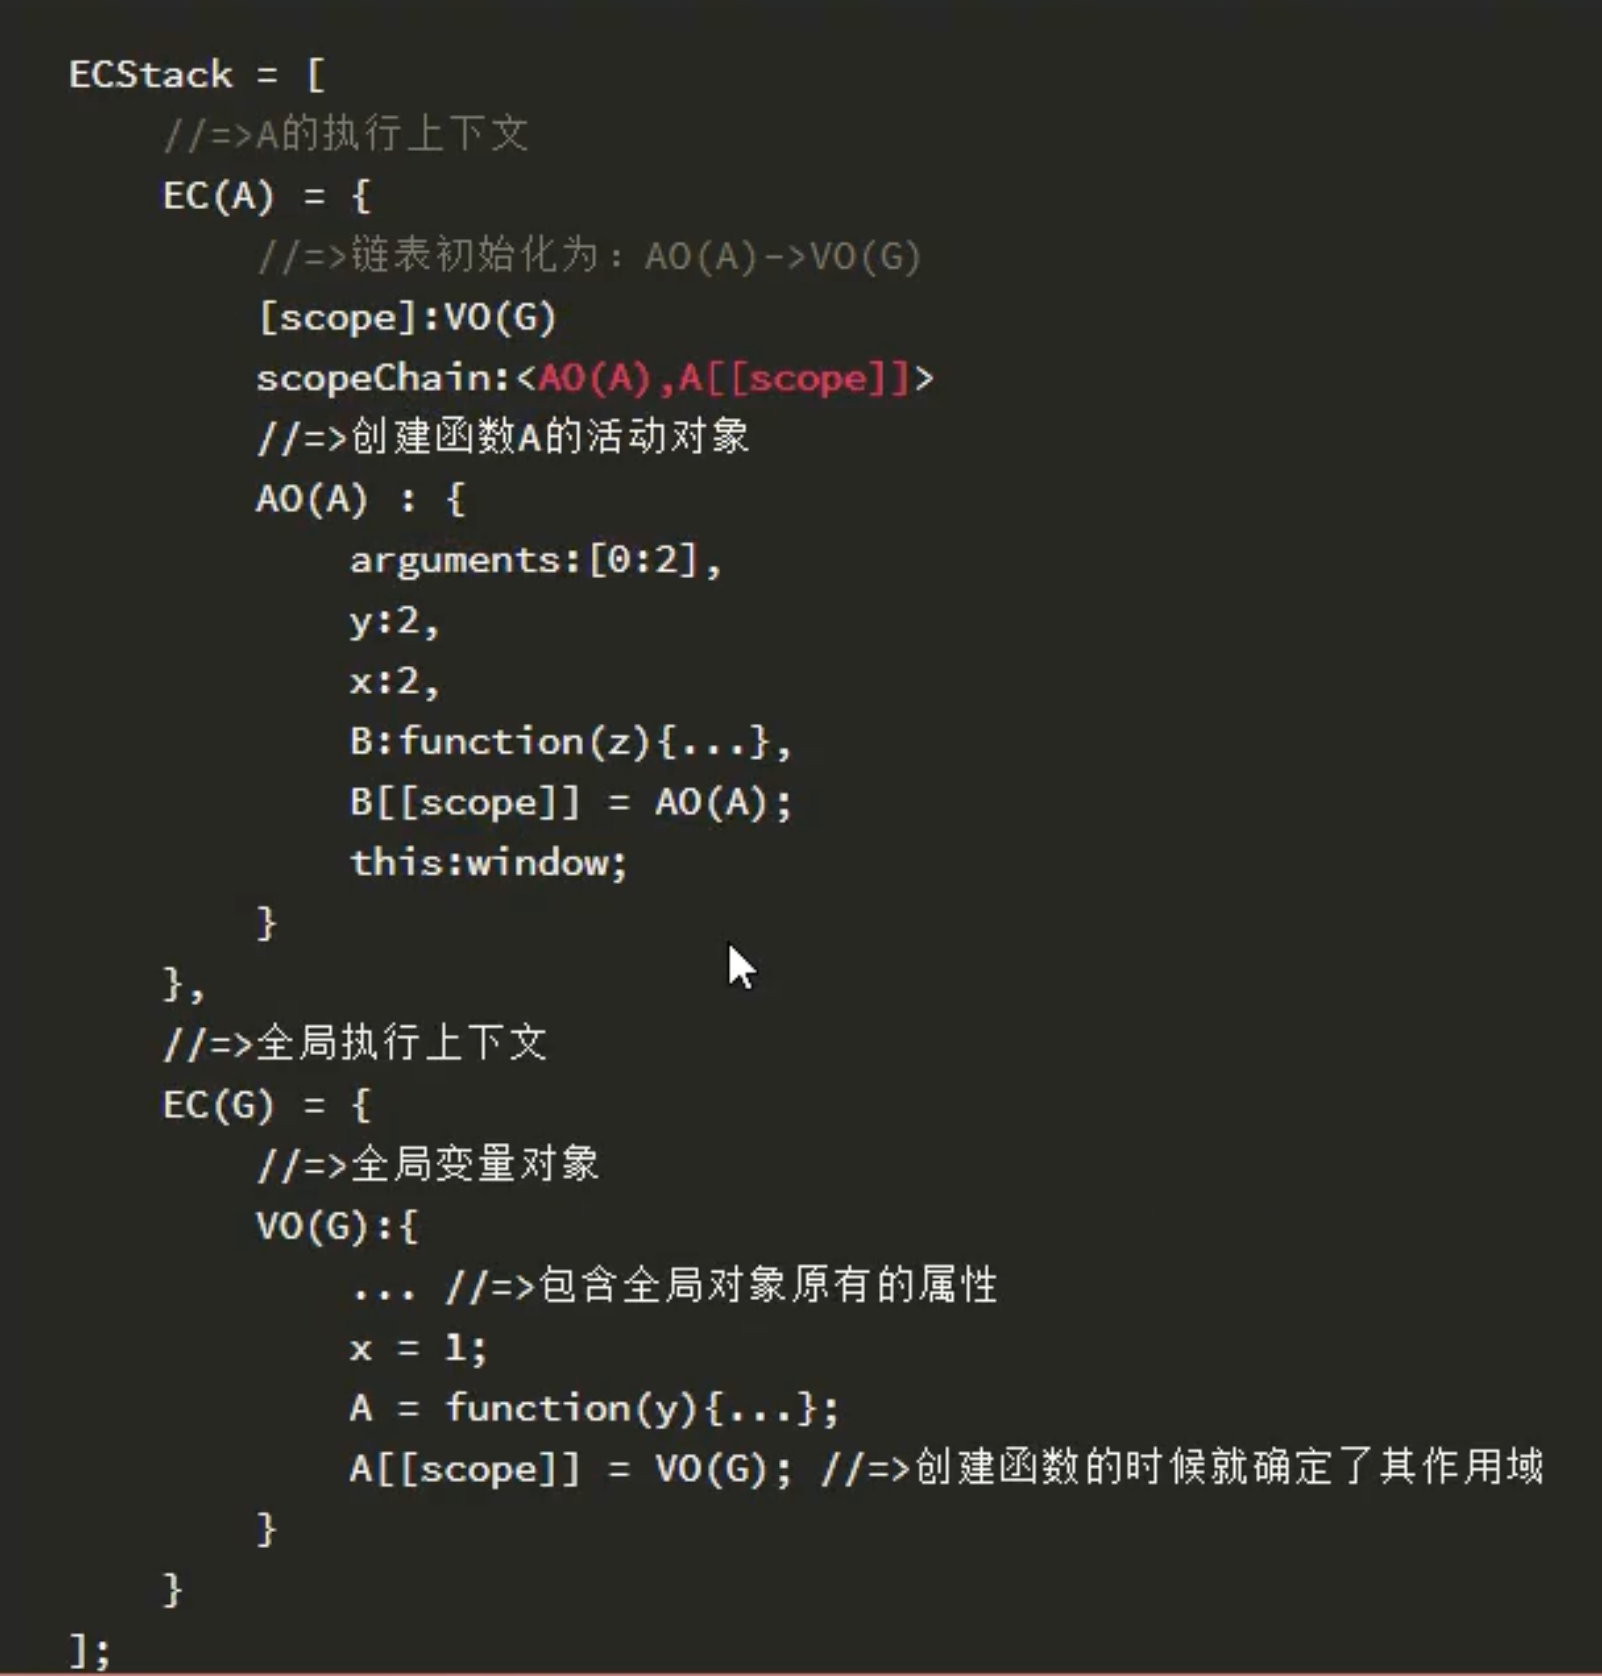 ECStack = [
//=>A的执行上下文
EC(A) = {
//=>链表初始化为：AO(A)->VO(G)
[scope]:VO(G)
scopeChain:<AO(A),A[[scope]]>
//=>创建函数A的活动对象
AO(A) : {
arguments:[0:2],
y:2,
x:2,
B:function(z){...},
B[[scope]] = AO(A);
this:window;
}
},
//=>全局执行上下文
EC(G) = {
//=>全局变量对象
VO(G):{
... //=>包含全局对象原有的属性
x = 1;
A = function(y){...};
A[[scope]] = VO(G); //=>创建函数的时候就确定了其作用域
}
}
];